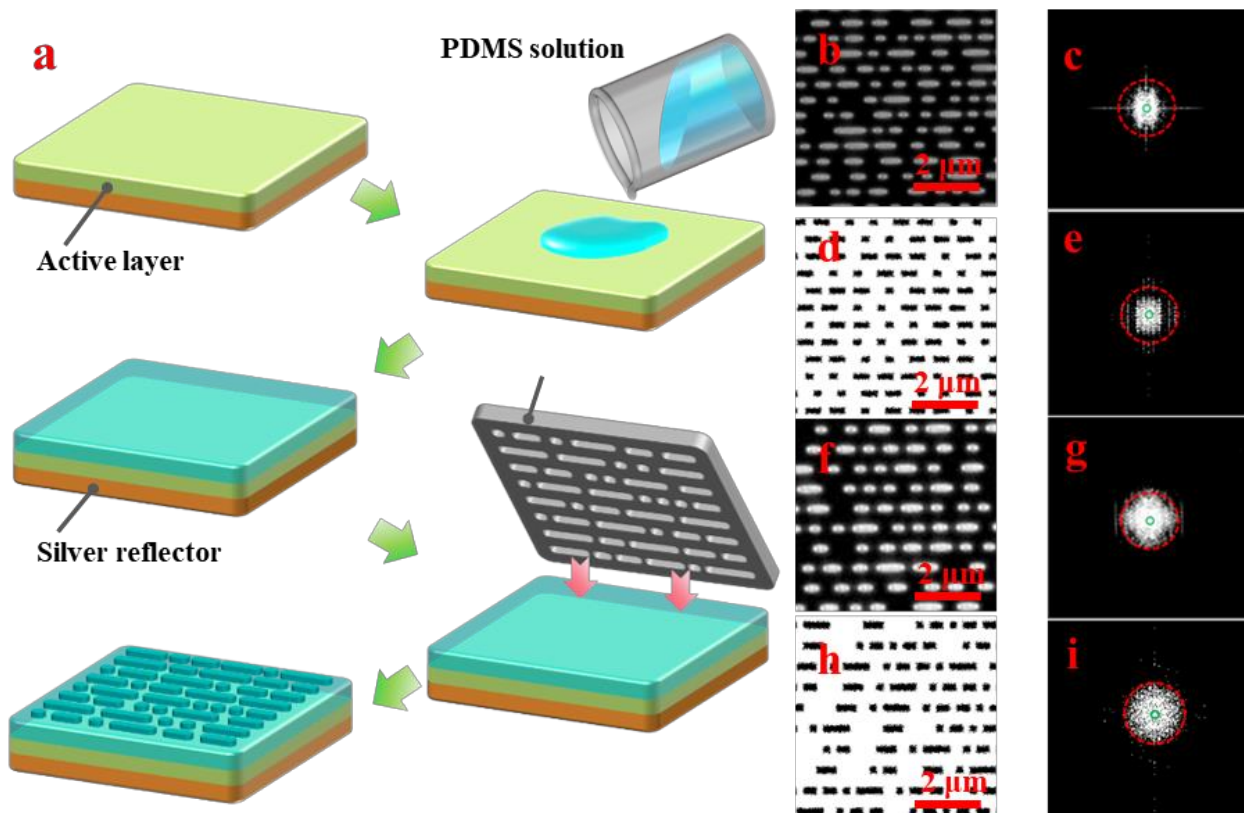 a
PDMS solution
Active layer
Silver reflector
b
2 μm
c
d
2 μm
e
f
2 μm
g
h
2 μm
i